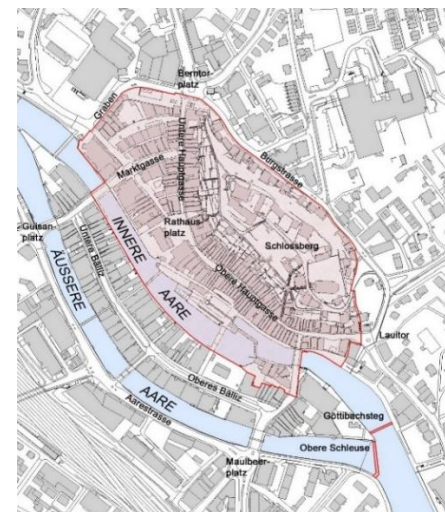 Berntor-
platz
Graben
Untere Hauptgasse
Bergstrasse
Marktgasse
Rathaus-
platz
Guisan-
platz
Untere Bälliz
INNERE
AARE
Schlossberg
ÄUSSERE
AARE
Obere Hauptgasse
Lauitor
Oberes Bälliz
Aarestrasse
Göttibachsteg
Obere Schleuse
Maulbeer-
platz